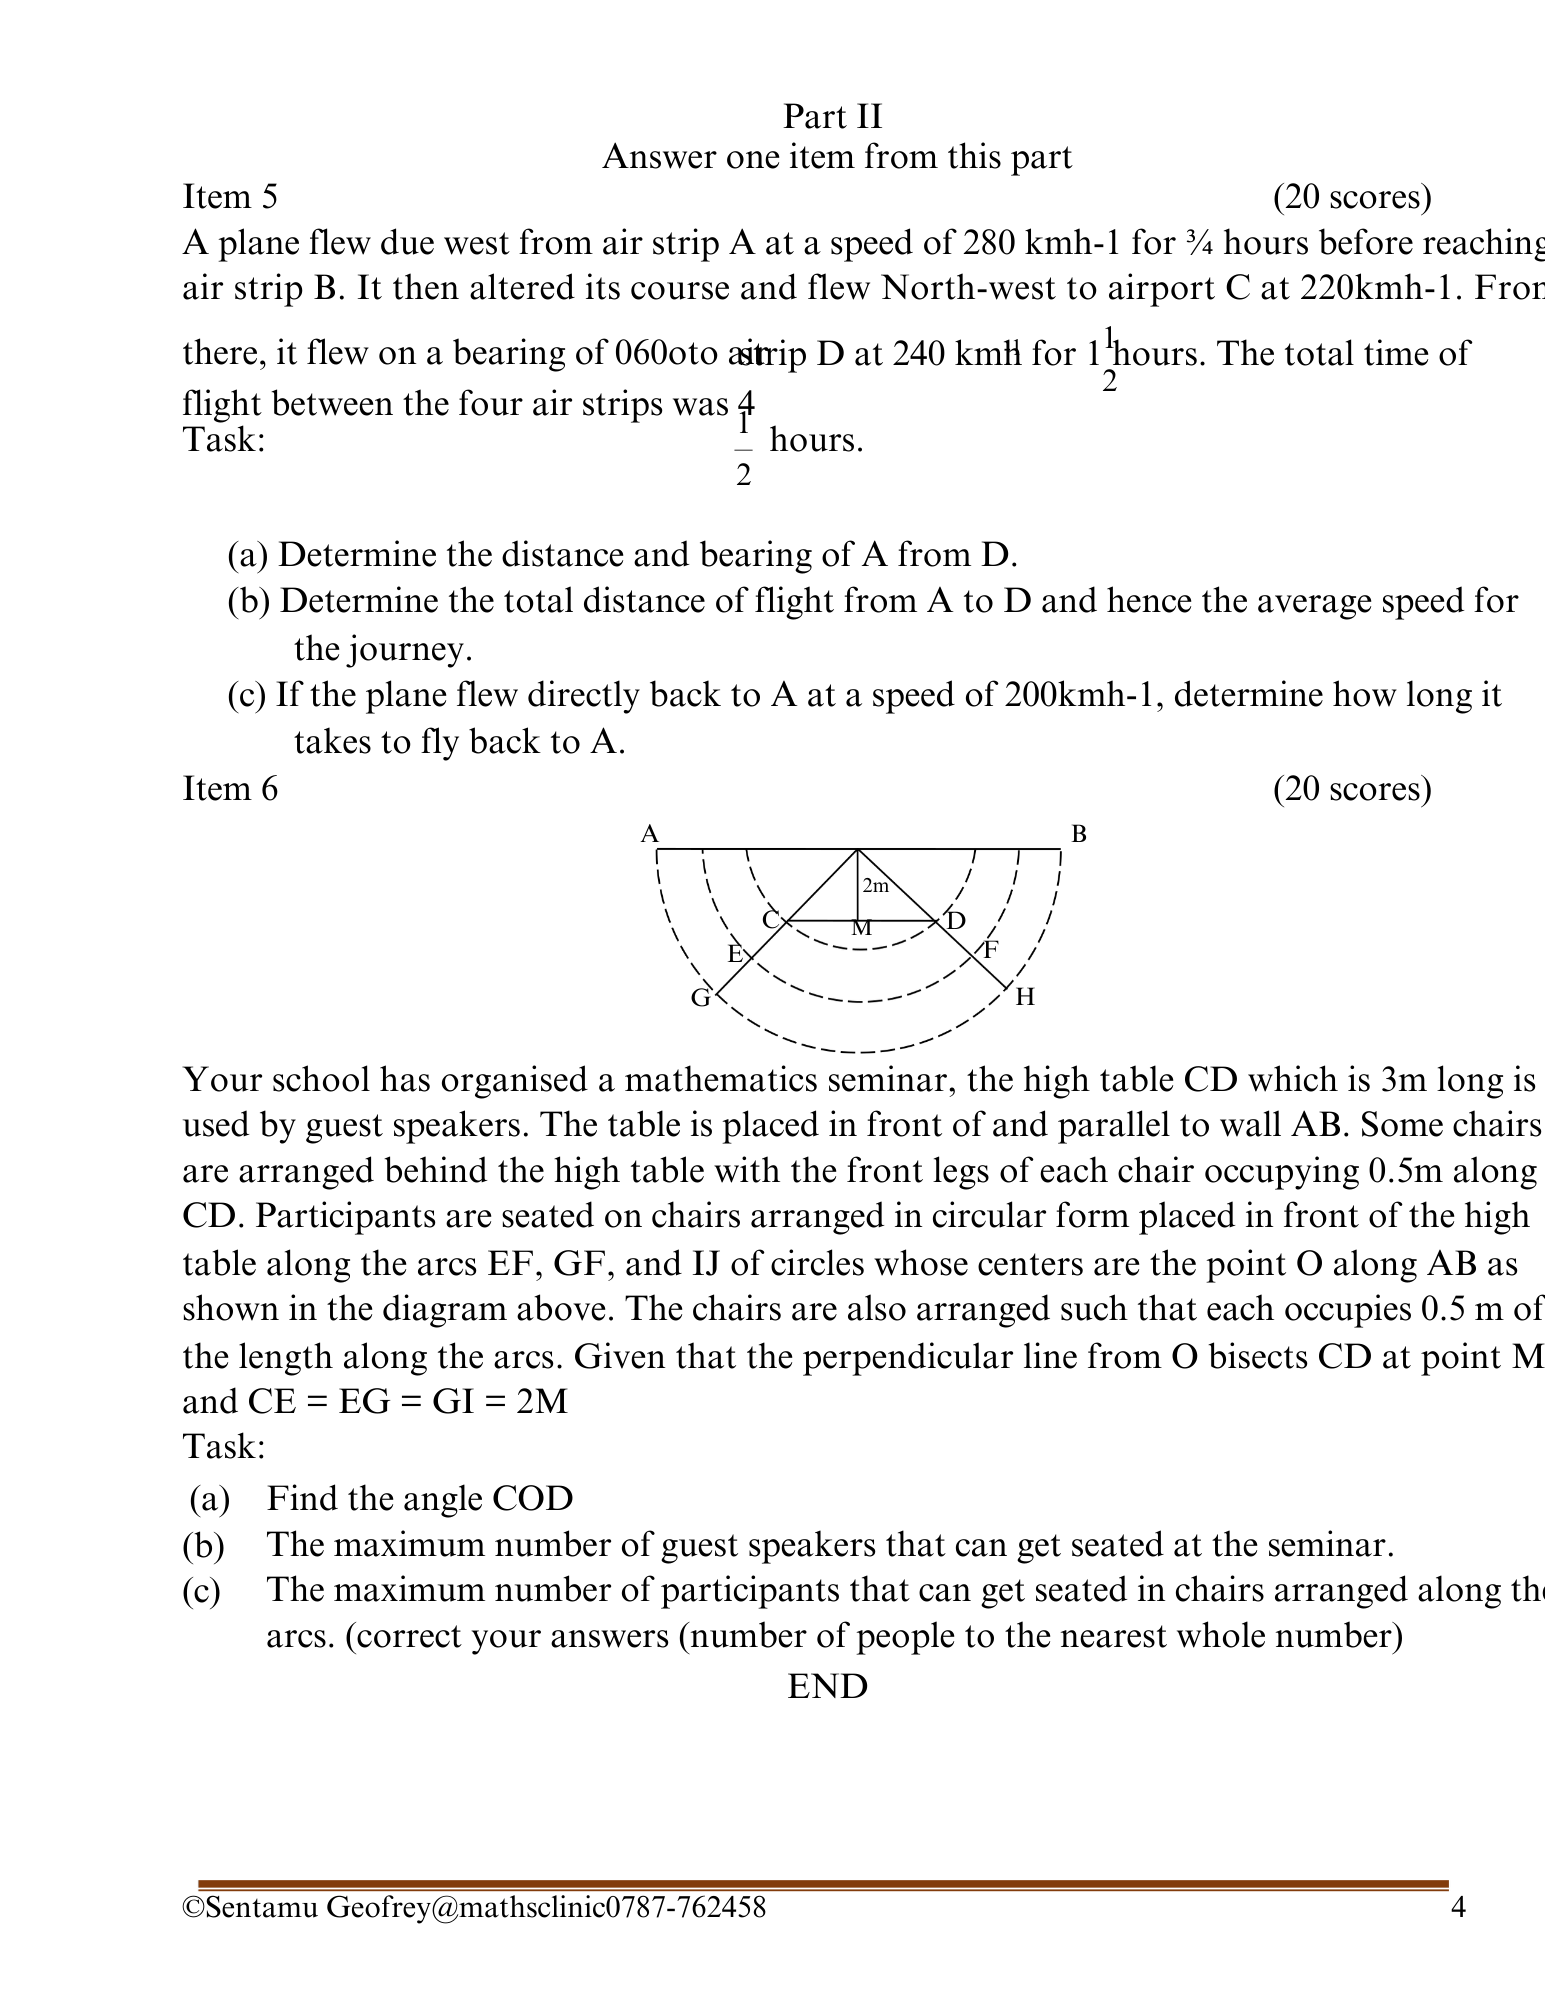 Part II
Answer one item from this part
Item 5 (20 scores)
A plane flew due west from air strip A at a speed of 280 kmh-1 for ¾ hours before reaching
air strip B. It then altered its course and flew North-west to airport C at 220kmh-1. From
there, it flew on a bearing of 060oto air strip D at 240 kmh-1 for 1 1/2 hours. The total time of
flight between the four air strips was 4
Task: 1/2 hours.
(a) Determine the distance and bearing of A from D.
(b) Determine the total distance of flight from A to D and hence the average speed for
the journey.
(c) If the plane flew directly back to A at a speed of 200kmh-1, determine how long it
takes to fly back to A.
Item 6 (20 scores)
A B
2m
C M D
E F
G H
Your school has organised a mathematics seminar, the high table CD which is 3m long is
used by guest speakers. The table is placed in front of and parallel to wall AB. Some chairs
are arranged behind the high table with the front legs of each chair occupying 0.5m along
CD. Participants are seated on chairs arranged in circular form placed in front of the high
table along the arcs EF, GF, and IJ of circles whose centers are the point O along AB as
shown in the diagram above. The chairs are also arranged such that each occupies 0.5 m of
the length along the arcs. Given that the perpendicular line from O bisects CD at point M
and CE = EG = GI = 2M
Task:
(a) Find the angle COD
(b) The maximum number of guest speakers that can get seated at the seminar.
(c) The maximum number of participants that can get seated in chairs arranged along the
arcs. (correct your answers (number of people to the nearest whole number)
END
©Sentamu Geofrey@mathsclinic0787-762458 4